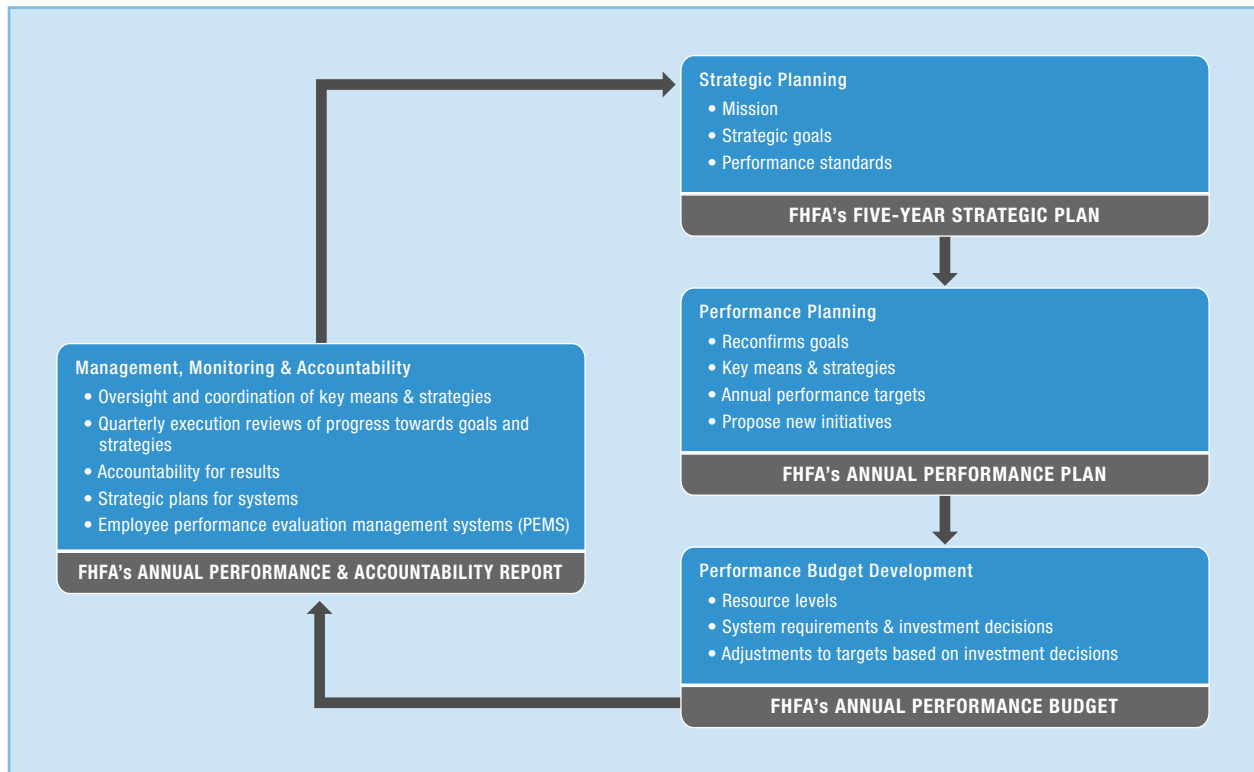 Strategic Planning
• Mission
• Strategic goals
• Performance standards
FHFA's FIVE-YEAR STRATEGIC PLAN
Performance Planning
• Reconfirms goals
• Key means & strategies
• Annual performance targets
• Propose new initiatives
FHFA's ANNUAL PERFORMANCE PLAN
Performance Budget Development
• Resource levels
• System requirements & investment decisions
• Adjustments to targets based on investment decisions
FHFA's ANNUAL PERFORMANCE BUDGET
Management, Monitoring & Accountability
• Oversight and coordination of key means & strategies
• Quarterly execution reviews of progress towards goals and
strategies
• Accountability for results
• Strategic plans for systems
• Employee performance evaluation management systems (PEMS)
FHFA's ANNUAL PERFORMANCE & ACCOUNTABILITY REPORT